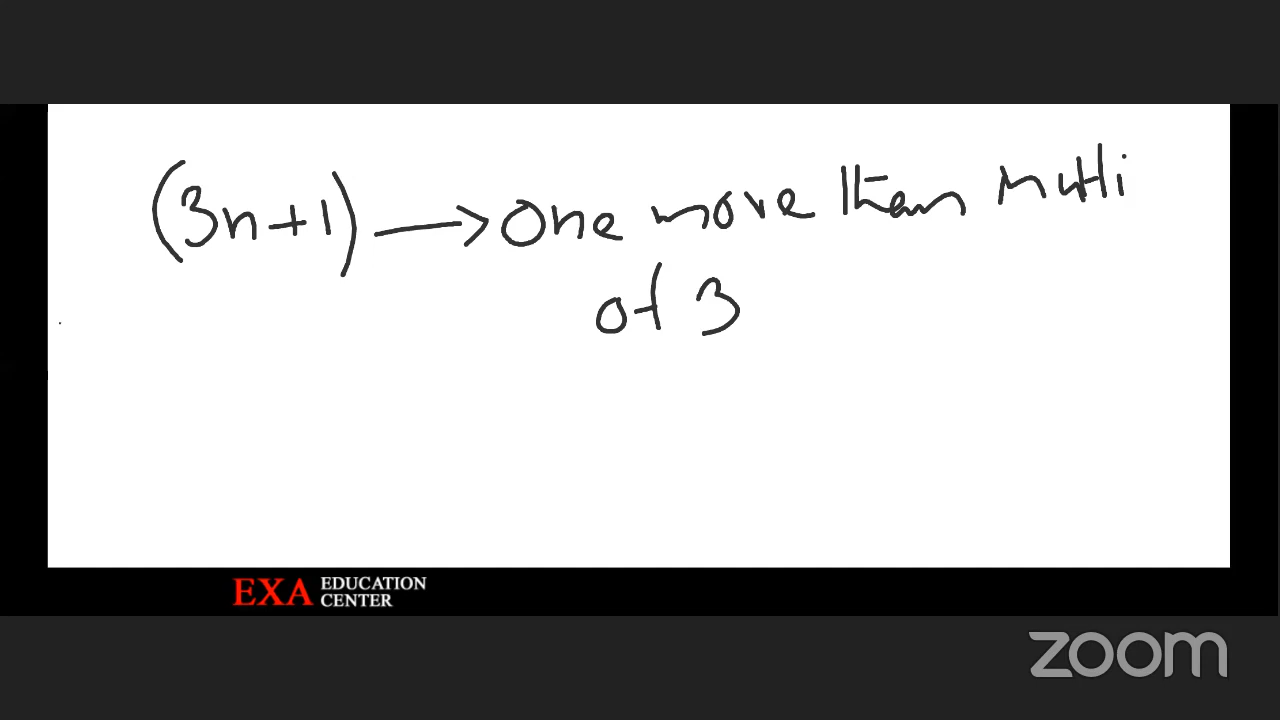 (3n+1) → One more than multi
of 3
EXA EDUCATION
CENTER
zoom